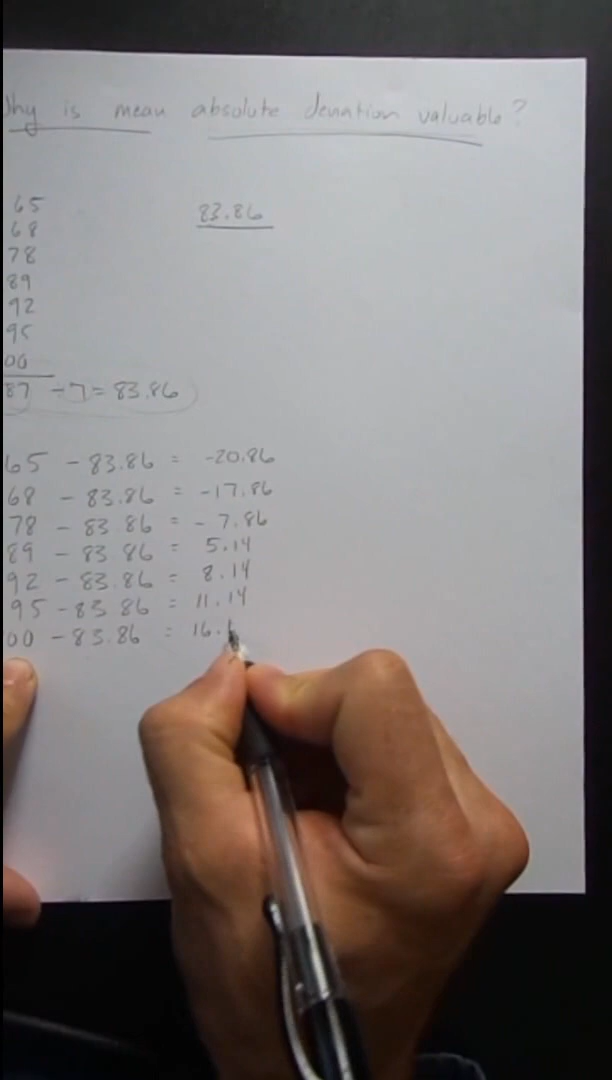 hy is mean absolute deviation valuable?
65
83.86
68
78
89
92
95
00
87 ÷ 7 = 83.86
65 - 83.86 = -20.86
68 - 83.86 = -17.86
78 - 83 86 = - 7.86
89 - 83 86 = 5.14
92 - 83.86 = 8.14
95 - 83 86 = 11.14
00 - 83.86 = 16.1